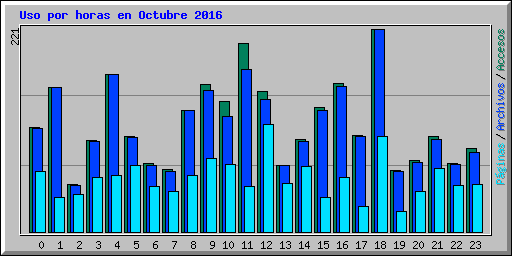 Uso por horas en Octubre 2016
221
Páginas / Archivos / Accesos
0 1 2 3 4 5 6 7 8 9 10 11 12 13 14 15 16 17 18 19 20 21 22 23